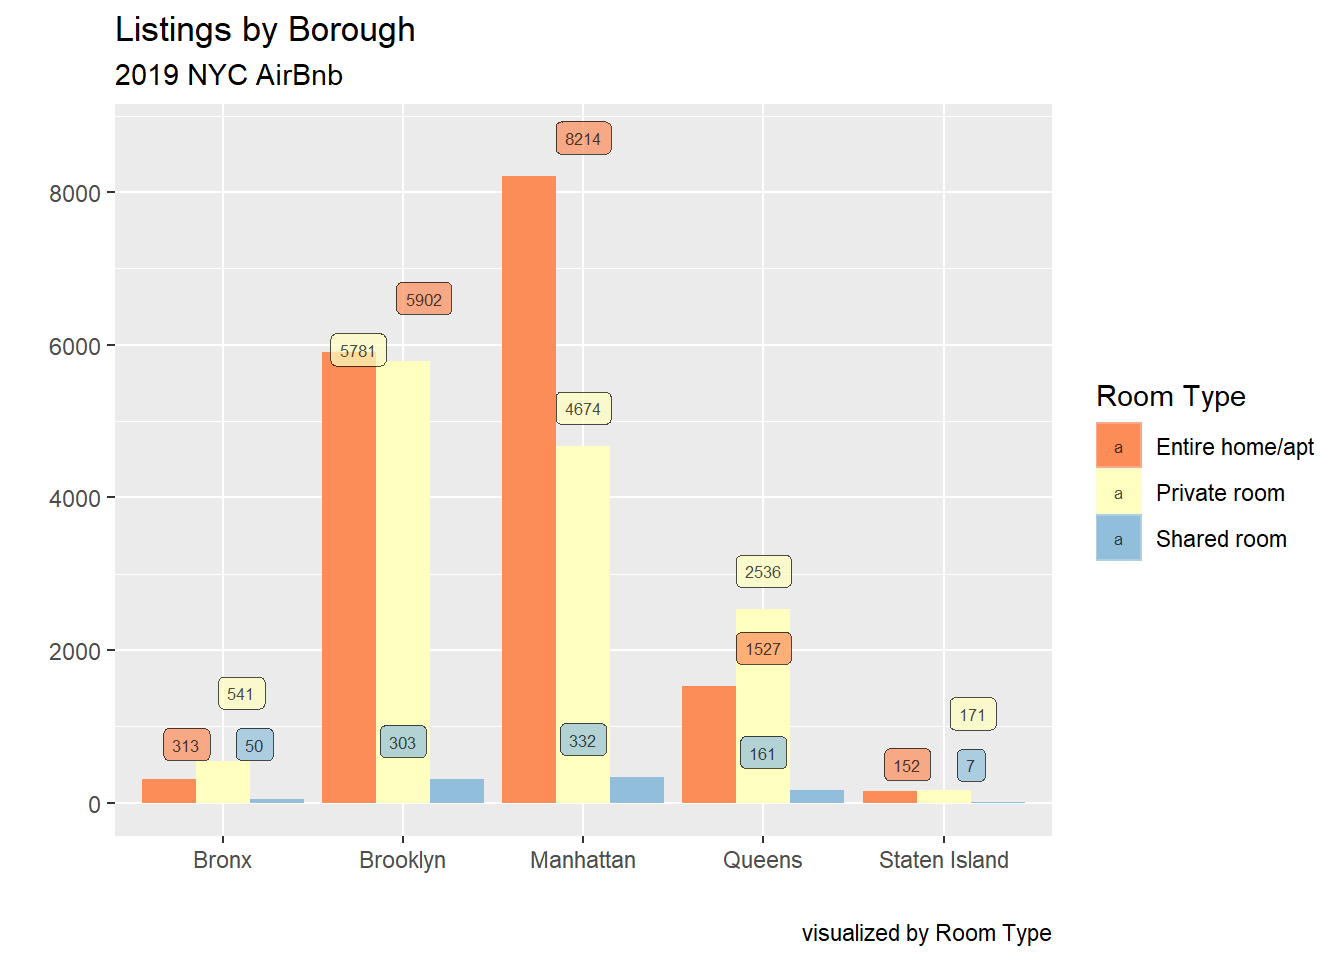 Listings by Borough
2019 NYC AirBnb
8214
8000
5902
6000
5781
4674
4000
2536
2000
1527
541
171
313
50
303
332
161
152
7
0
Bronx
Brooklyn
Manhattan
Queens
Staten Island
Room Type
a Entire home/apt
a Private room
a Shared room
visualized by Room Type